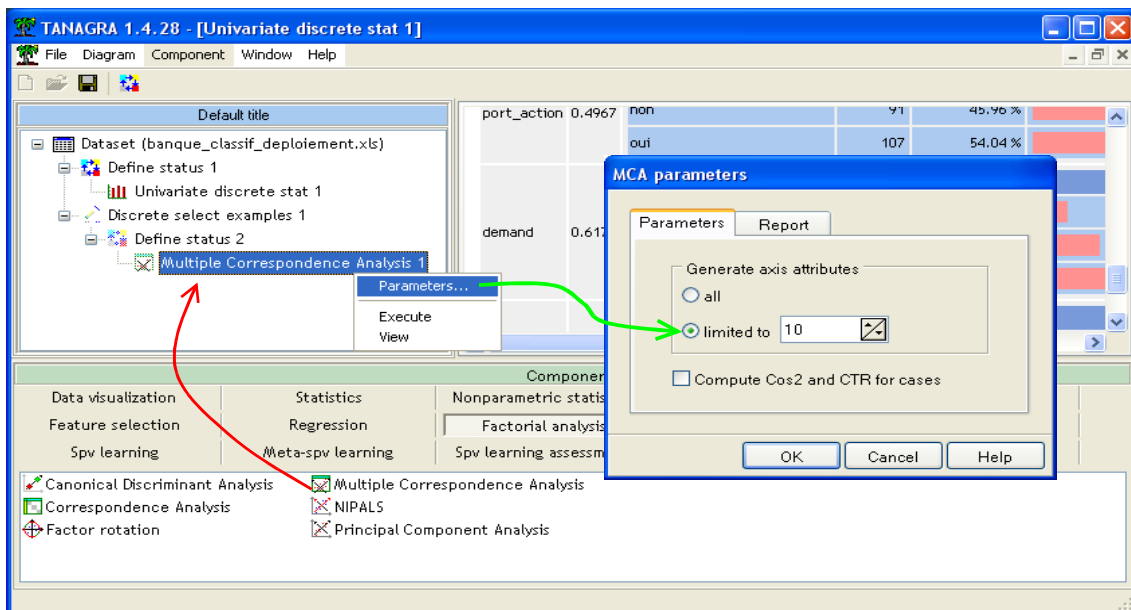 TANAGRA 1.4.28 - [Univariate discrete stat 1]
File Diagram Component Window Help
Default title
Dataset (banque_classif_deploiement.xls)
Define status 1
Univariate discrete stat 1
Discrete select examples 1
Define status 2
Multiple Correspondence Analysis 1
Parameters...
Execute
View
port_action 0.4967 non 91 45.96 %
oui 107 54.04 %
demand 0.617
MCA parameters
Parameters Report
Generate axis attributes
all
limited to 10
Compute Cos2 and CTR for cases
OK Cancel Help
Data visualization Statistics Nonparametric
Feature selection Regression Factorial analysis
Spv learning Meta-spv learning Spv learning
Canonical Discriminant Analysis Multiple Correspondence Analysis
Correspondence Analysis NIPALS
Factor rotation Principal Component Analysis